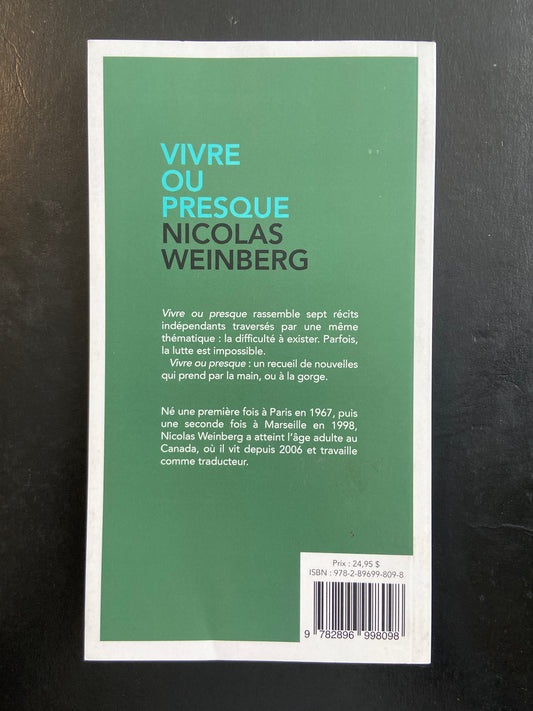 VIVRE
OU
PRESQUE
NICOLAS
WEINBERG
Vivre ou presque rassemble sept récits
indépendants traversés par une même
thématique : la difficulté à exister. Parfois,
la lutte est impossible.
Vivre ou presque : un recueil de nouvelles
qui prend par la main, ou à la gorge.
Né une première fois à Paris en 1967, puis
une seconde fois à Marseille en 1998,
Nicolas Weinberg a atteint l'âge adulte au
Canada, où il vit depuis 2006 et travaille
comme traducteur.
Prix : 24,95 $
ISBN : 978-2-89699-809-8
9 782896 998098